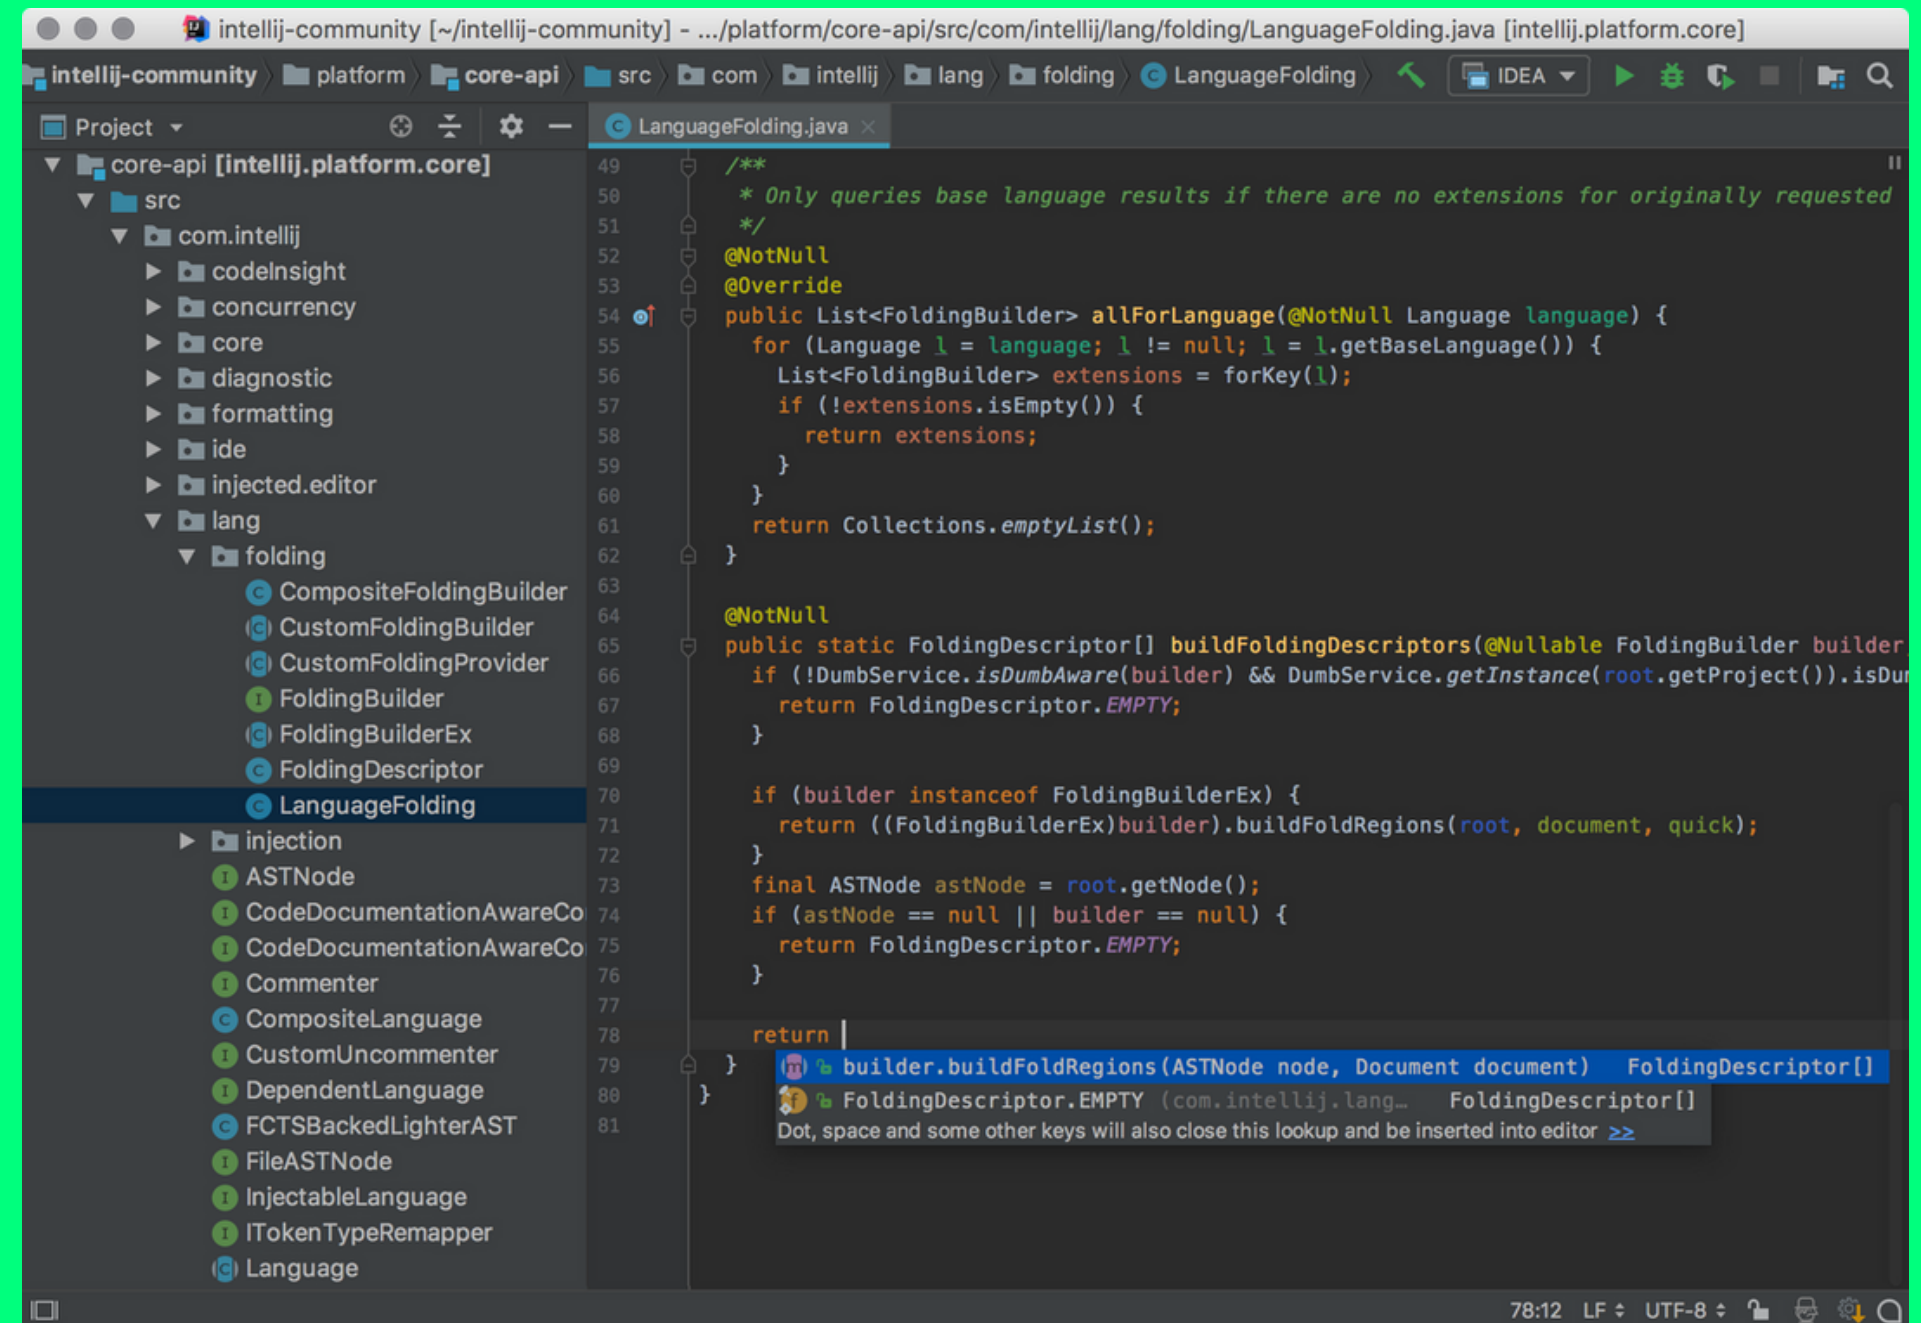 intellij-community [~/intellij-community] - .../platform/core-api/src/com/intellij/lang/folding/LanguageFolding.java [intellij.platform.core]
intellij-community platform core-api src com intellij lang folding LanguageFolding IDEA
Project
LanguageFolding.java
core-api [intellij.platform.core]
src
com.intellij
codeInsight
concurrency
core
diagnostic
formatting
ide
injected.editor
lang
folding
CompositeFoldingBuilder
CustomFoldingBuilder
CustomFoldingProvider
FoldingBuilder
FoldingBuilderEx
FoldingDescriptor
LanguageFolding
injection
ASTNode
CodeDocumentationAwareCo
CodeDocumentationAwareCo
Commenter
CompositeLanguage
CustomUncommenter
DependentLanguage
FCTSBackedLighterAST
FileASTNode
InjectableLanguage
ITokenTypeRemapper
Language
49 /**
50 * Only queries base language results if there are no extensions for originally requested
51 */
52 @NotNull
53 @Override
54 public List<FoldingBuilder> allForLanguage(@NotNull Language language) {
55 for (Language l = language; l != null; l = l.getBaseLanguage()) {
56 List<FoldingBuilder> extensions = forKey(l);
57 if (!extensions.isEmpty()) {
58 return extensions;
59 }
60 }
61 return Collections.emptyList();
62 }
63
64 @NotNull
65 public static FoldingDescriptor[] buildFoldingDescriptors(@Nullable FoldingBuilder builder,
66 if (!DumbService.isDumbAware(builder) && DumbService.getInstance(root.getProject()).isDu
67 return FoldingDescriptor.EMPTY;
68 }
69
70 if (builder instanceof FoldingBuilderEx) {
71 return ((FoldingBuilderEx)builder).buildFoldRegions(root, document, quick);
72 }
73 final ASTNode astNode = root.getNode();
74 if (astNode == null || builder == null) {
75 return FoldingDescriptor.EMPTY;
76 }
77
78 return
79 }
80 }
81
builder.buildFoldRegions(ASTNode node, Document document) FoldingDescriptor[]
FoldingDescriptor.EMPTY (com.intellij.lang… FoldingDescriptor[]
Dot, space and some other keys will also close this lookup and be inserted into editor >>
78:12 LF UTF-8